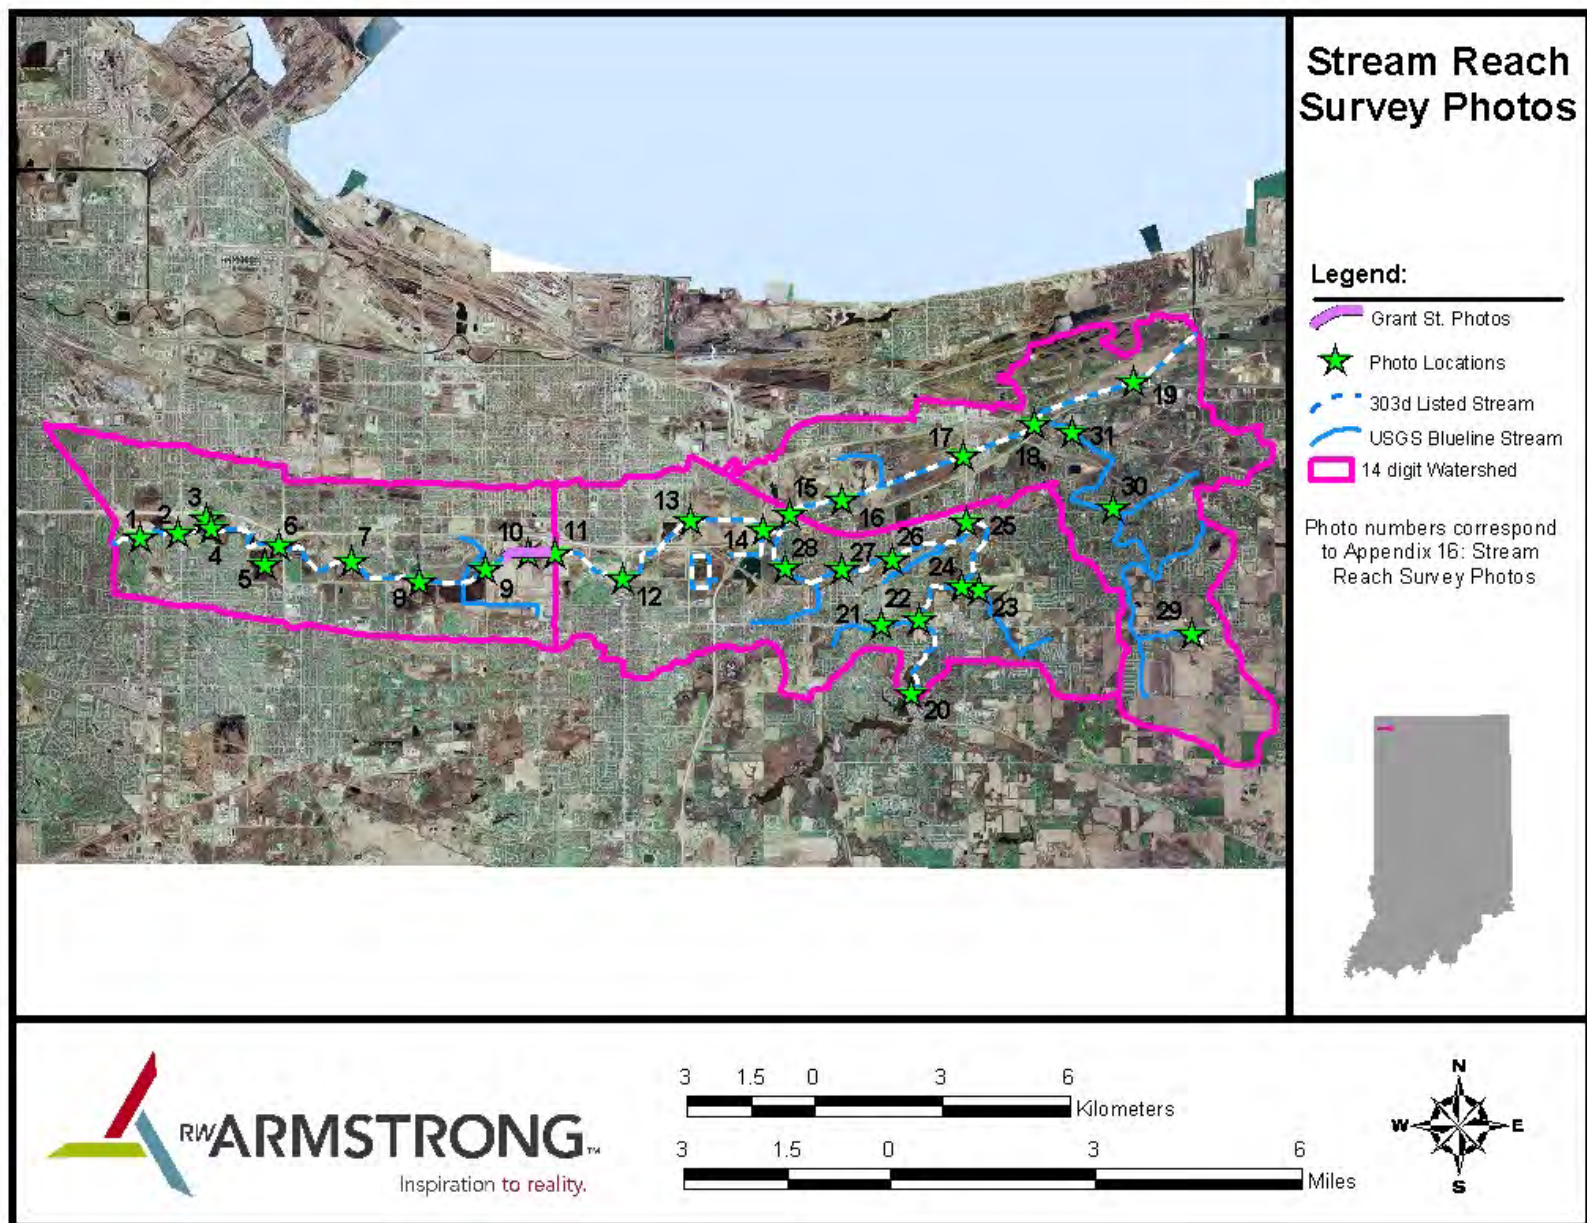 Stream Reach
Survey Photos
Legend:
Grant St. Photos
Photo Locations
303d Listed Stream
USGS Blueline Stream
14 digit Watershed
Photo numbers correspond
to Appendix 16: Stream
Reach Survey Photos
1
2
3
4
5
6
7
8
9
10
11
12
13
14
15
16
17
18
19
20
21
22
23
24
25
26
27
28
29
30
31
RW ARMSTRONG™
Inspiration to reality.
3 1.5 0 3 6
Kilometers
3 1.5 0 3 6
Miles
N
W E
S